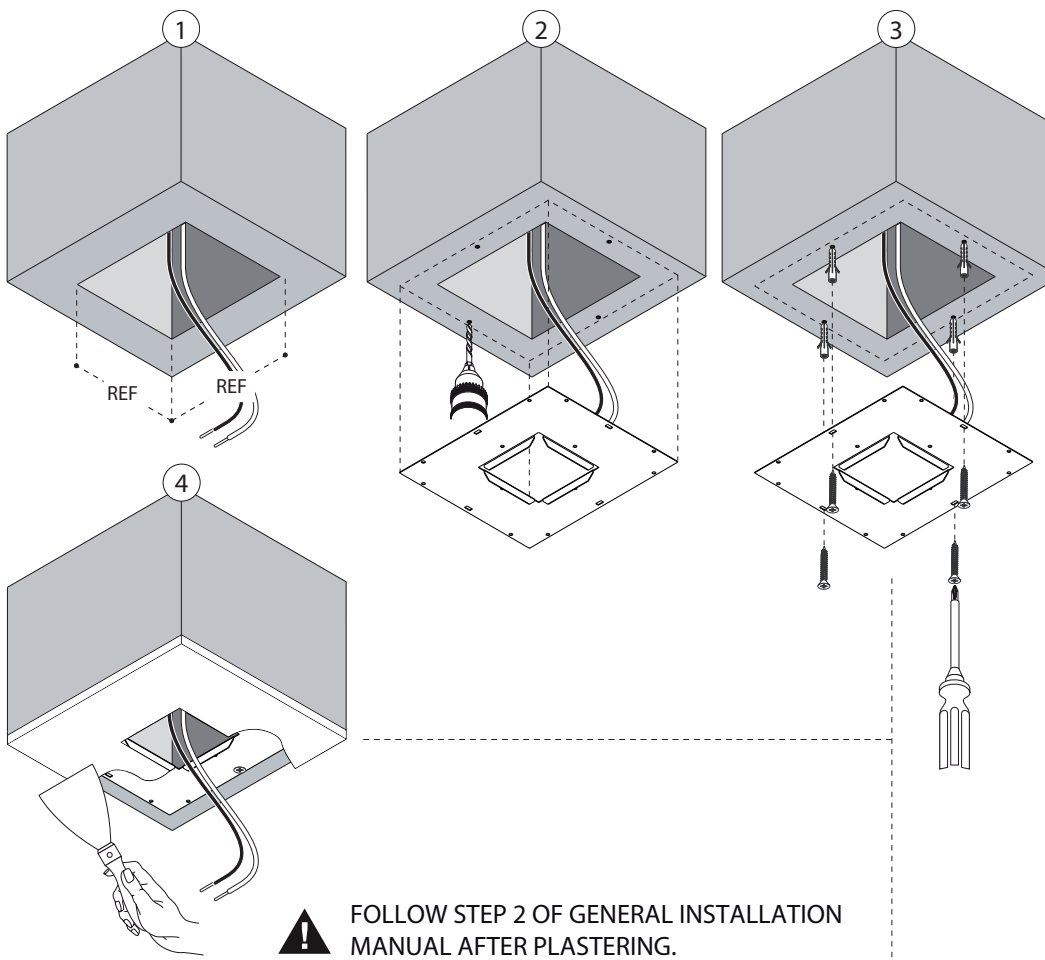 1
2
3
REF
REF
4
!
FOLLOW STEP 2 OF GENERAL INSTALLATION
MANUAL AFTER PLASTERING.